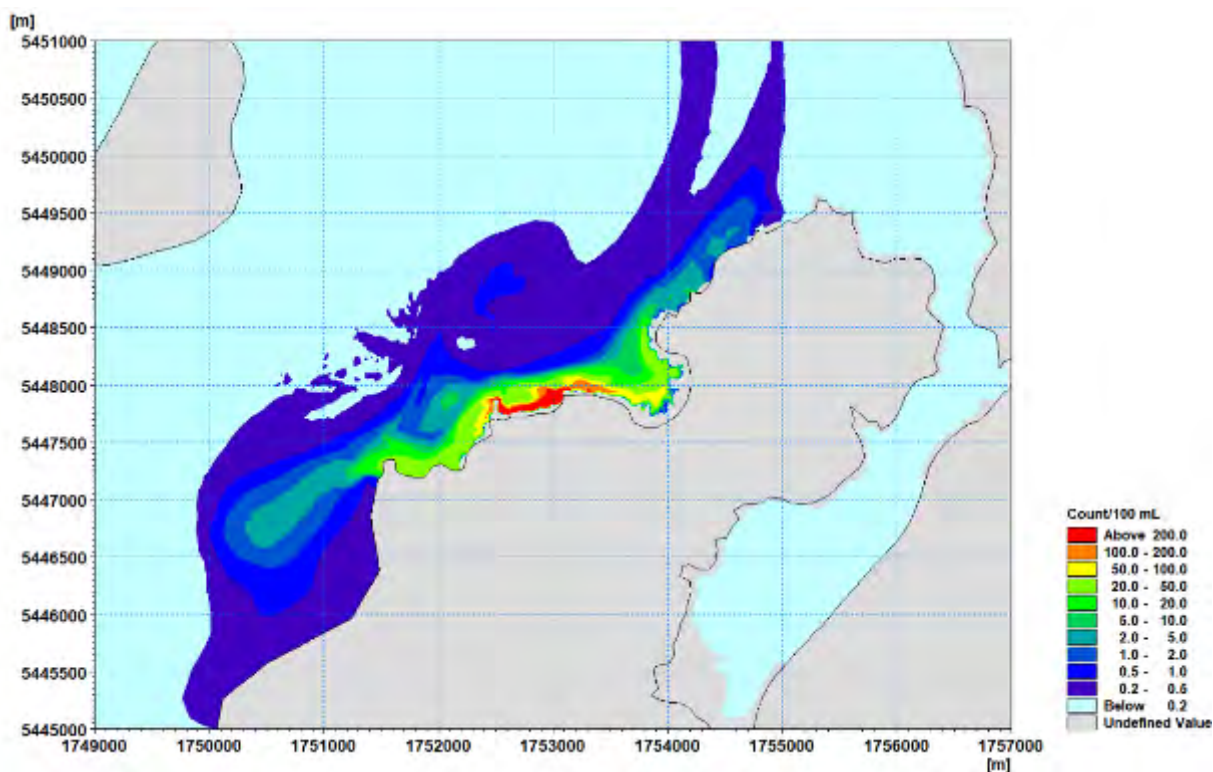 [m]
5451000
5450500
5450000
5449500
5449000
5448500
5448000
5447500
5447000
5446500
5446000
5445500
5445000
1749000 1750000 1751000 1752000 1753000 1754000 1755000 1756000 1757000
[m]
Count/100 mL
Above 200.0
100.0 - 200.0
50.0 - 100.0
20.0 - 50.0
10.0 - 20.0
5.0 - 10.0
2.0 - 5.0
1.0 - 2.0
0.5 - 1.0
0.2 - 0.5
Below 0.2
Undefined Value